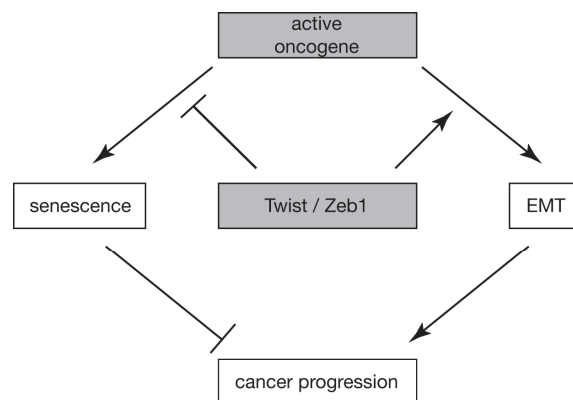 active
oncogene
senescence
Twist / Zeb1
EMT
cancer progression